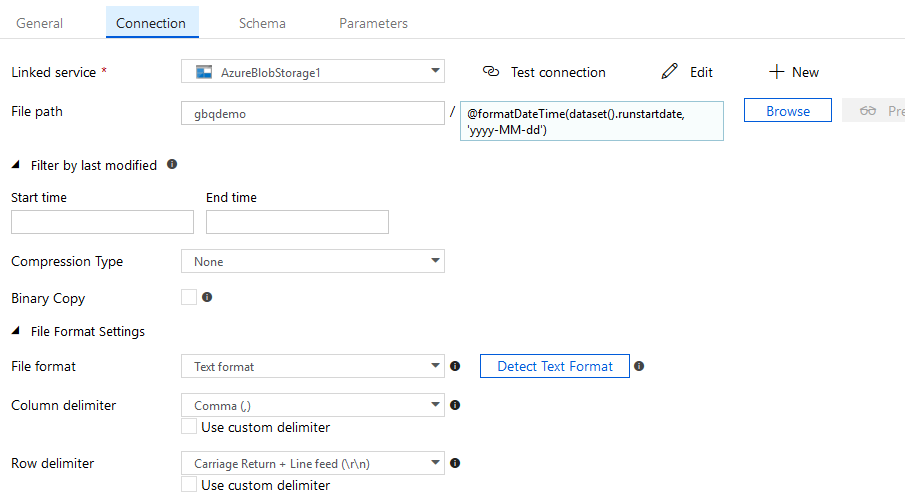 General Connection Schema Parameters
Linked service * AzureBlobStorage1 Test connection Edit New
File path gbqdemo / @formatDateTime(dataset().runstartdate,
'yyyy-MM-dd') Browse
Filter by last modified
Start time End time
Compression Type None
Binary Copy
File Format Settings
File format Text format Detect Text Format
Column delimiter Comma (,)
Use custom delimiter
Row delimiter Carriage Return + Line feed (\r\n)
Use custom delimiter